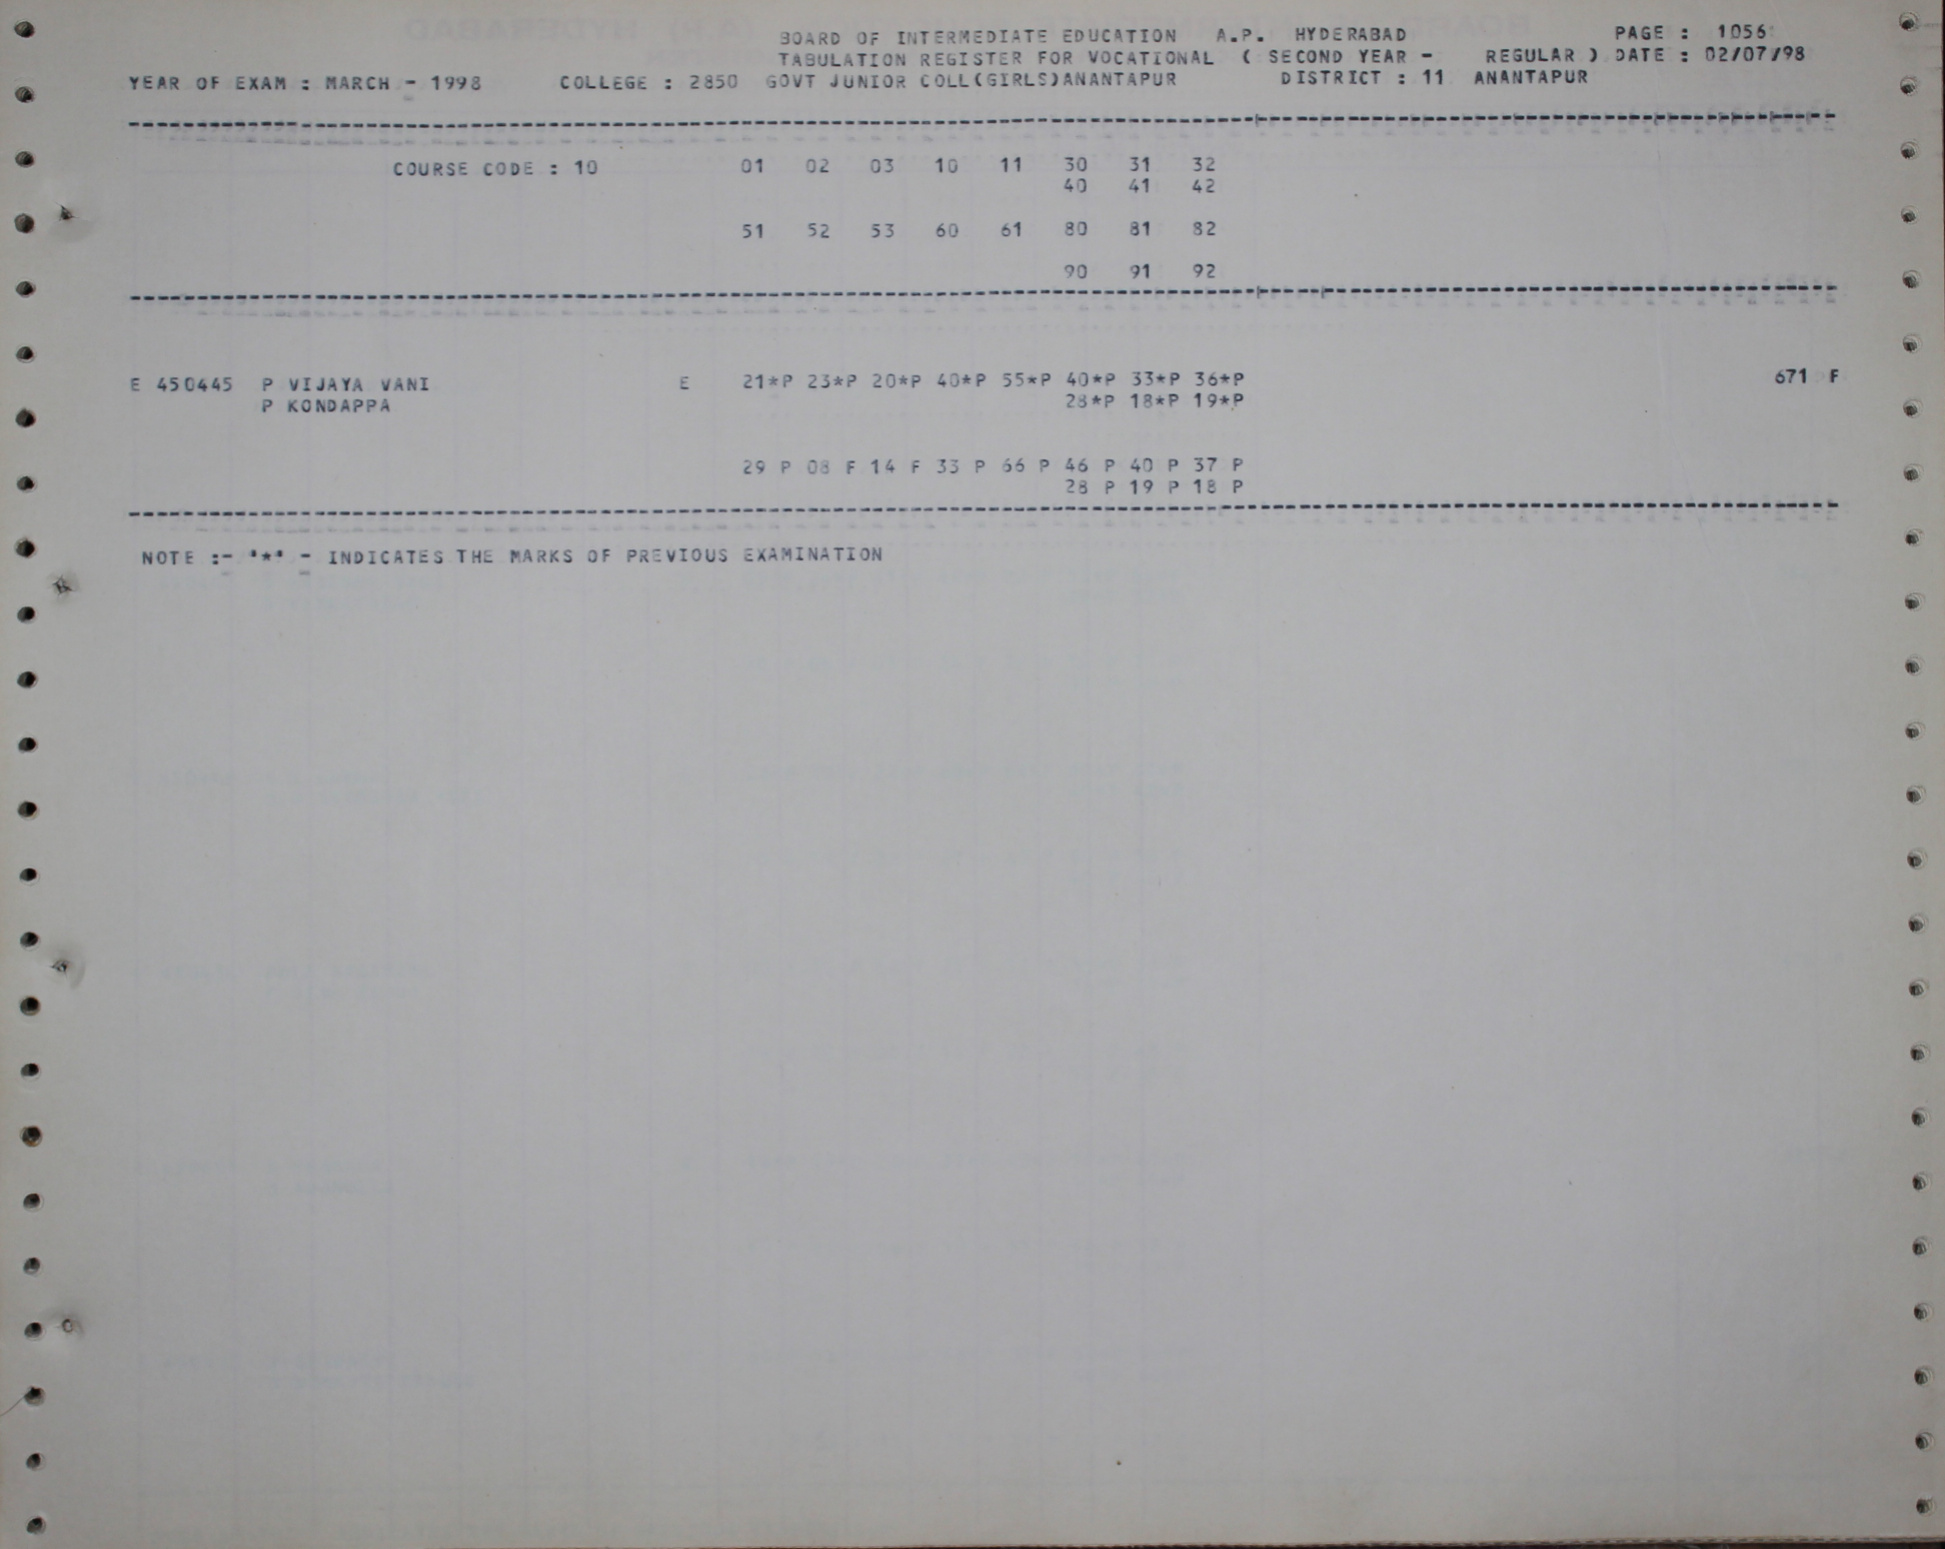 BOARD OF INTERMEDIATE EDUCATION A.P. HYDERABAD PAGE : 1056
TABULATION REGISTER FOR VOCATIONAL ( SECOND YEAR - REGULAR ) DATE : 02/07/98
YEAR OF EXAM : MARCH - 1998 COLLEGE : 2850 GOVT JUNIOR COLL(GIRLS)ANANTAPUR DISTRICT : 11 ANANTAPUR
COURSE CODE : 10 01 02 03 10 11 30 31 32
40 41 42
51 52 53 60 61 80 81 82
90 91 92
E 450445 P VIJAYA VANI E 21*P 23*P 20*P 40*P 55*P 40*P 33*P 36*P 671 F
P KONDAPPA 28*P 18*P 19*P
29 P 08 F 14 F 33 P 66 P 46 P 40 P 37 P
28 P 19 P 18 P
NOTE :- '*' - INDICATES THE MARKS OF PREVIOUS EXAMINATION